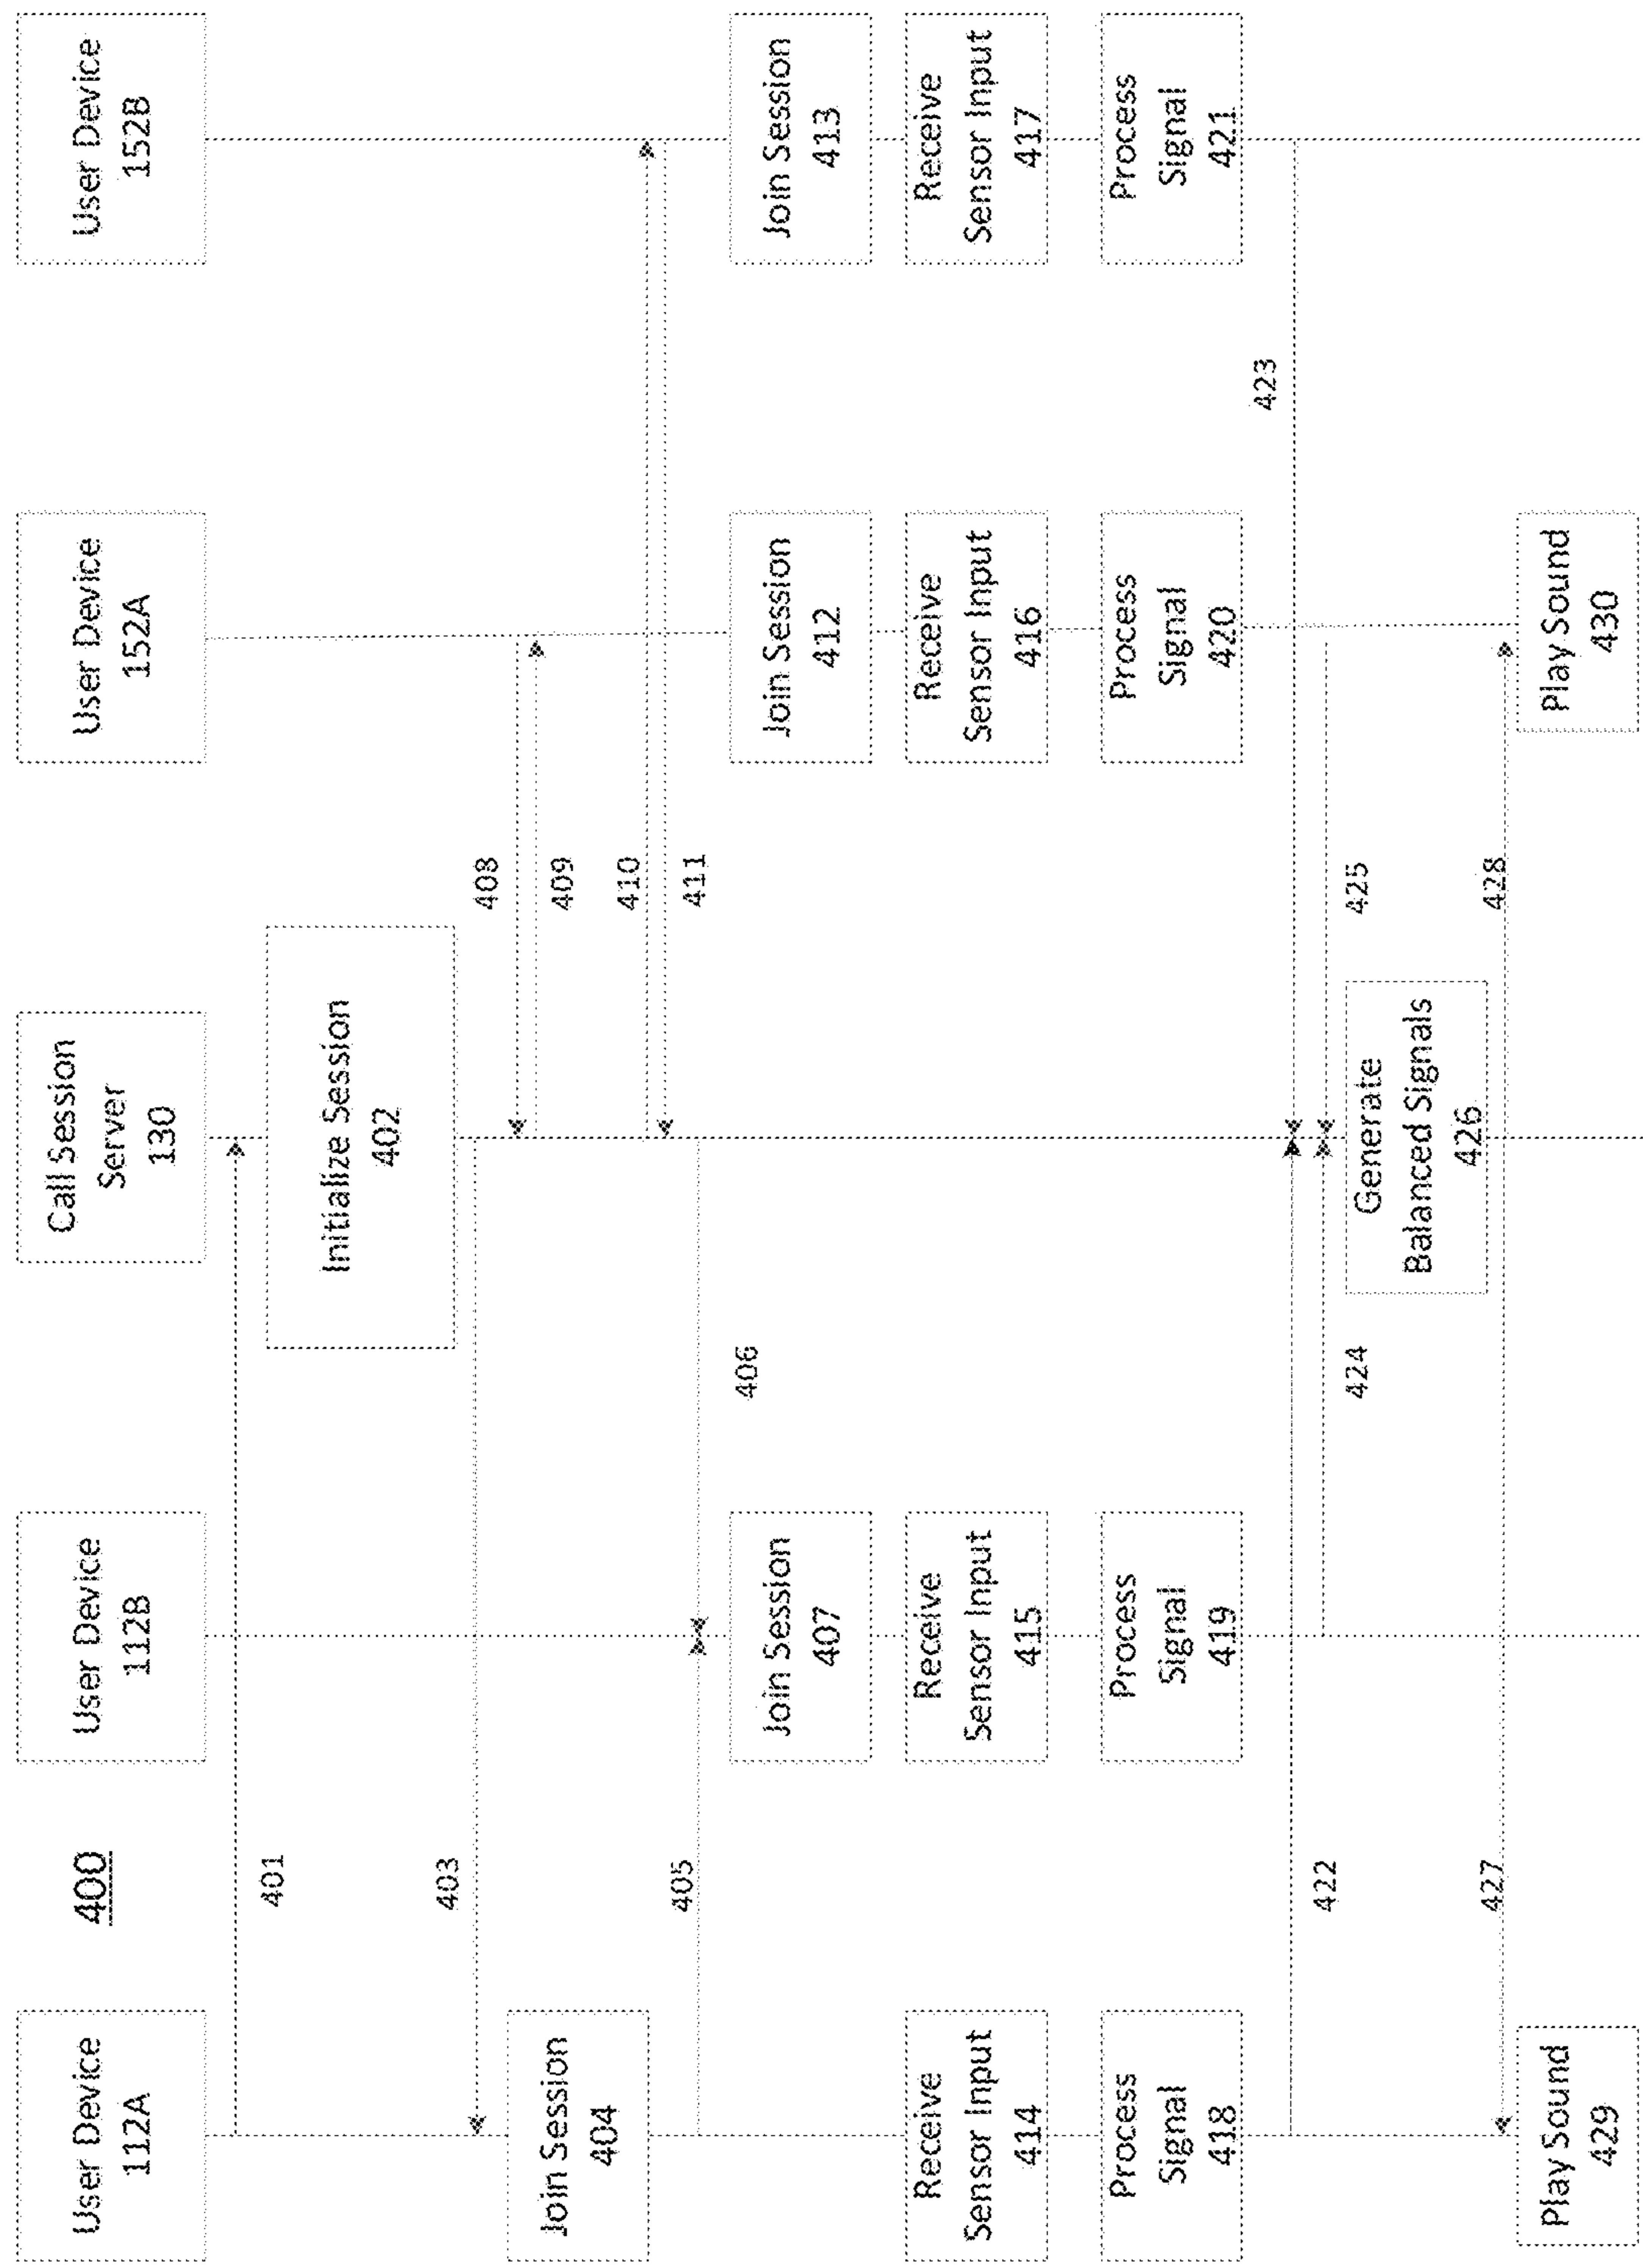 400
User Device
112A
User Device
112B
Call Session
Server
130
User Device
152A
User Device
152B
401
Initialize Session
402
403
408
409
Join Session
404
410
411
405
406
Join Session
407
Join Session
412
Join Session
413
Receive
Sensor Input
414
Receive
Sensor Input
415
Receive
Sensor Input
416
Receive
Sensor Input
417
Process
Signal
418
Process
Signal
419
Process
Signal
420
Process
Signal
421
423
422
424
425
Generate
Balanced Signals
426
427
428
Play Sound
429
Play Sound
430